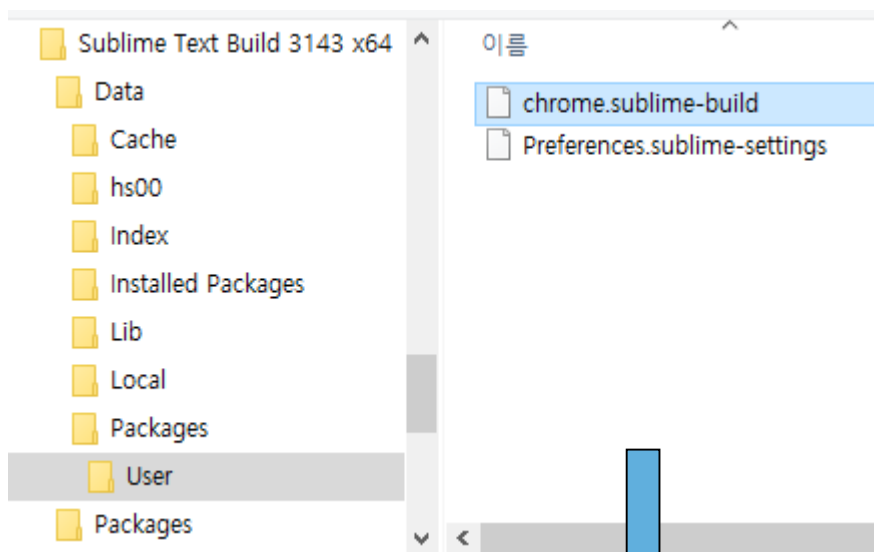 Sublime Text Build 3143 x64
Data
Cache
hs00
Index
Installed Packages
Lib
Local
Packages
User
Packages
이름
chrome.sublime-build
Preferences.sublime-settings